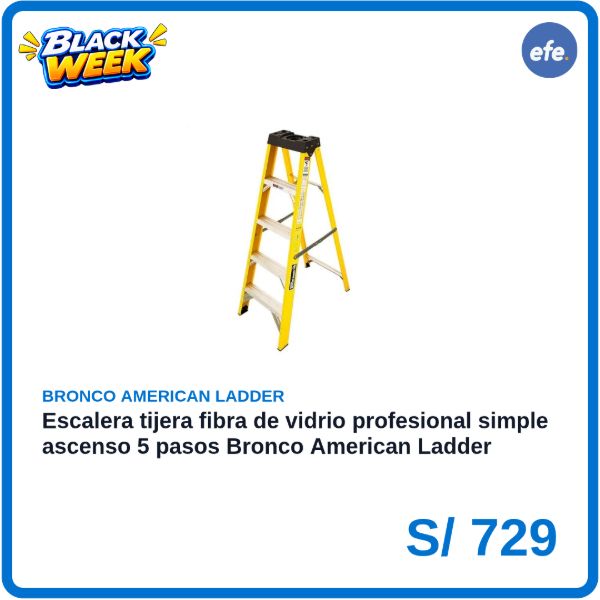 BLACK
WEEK
efe.
BRONCO AMERICAN LADDER
Escalera tijera fibra de vidrio profesional simple
ascenso 5 pasos Bronco American Ladder
S/ 729